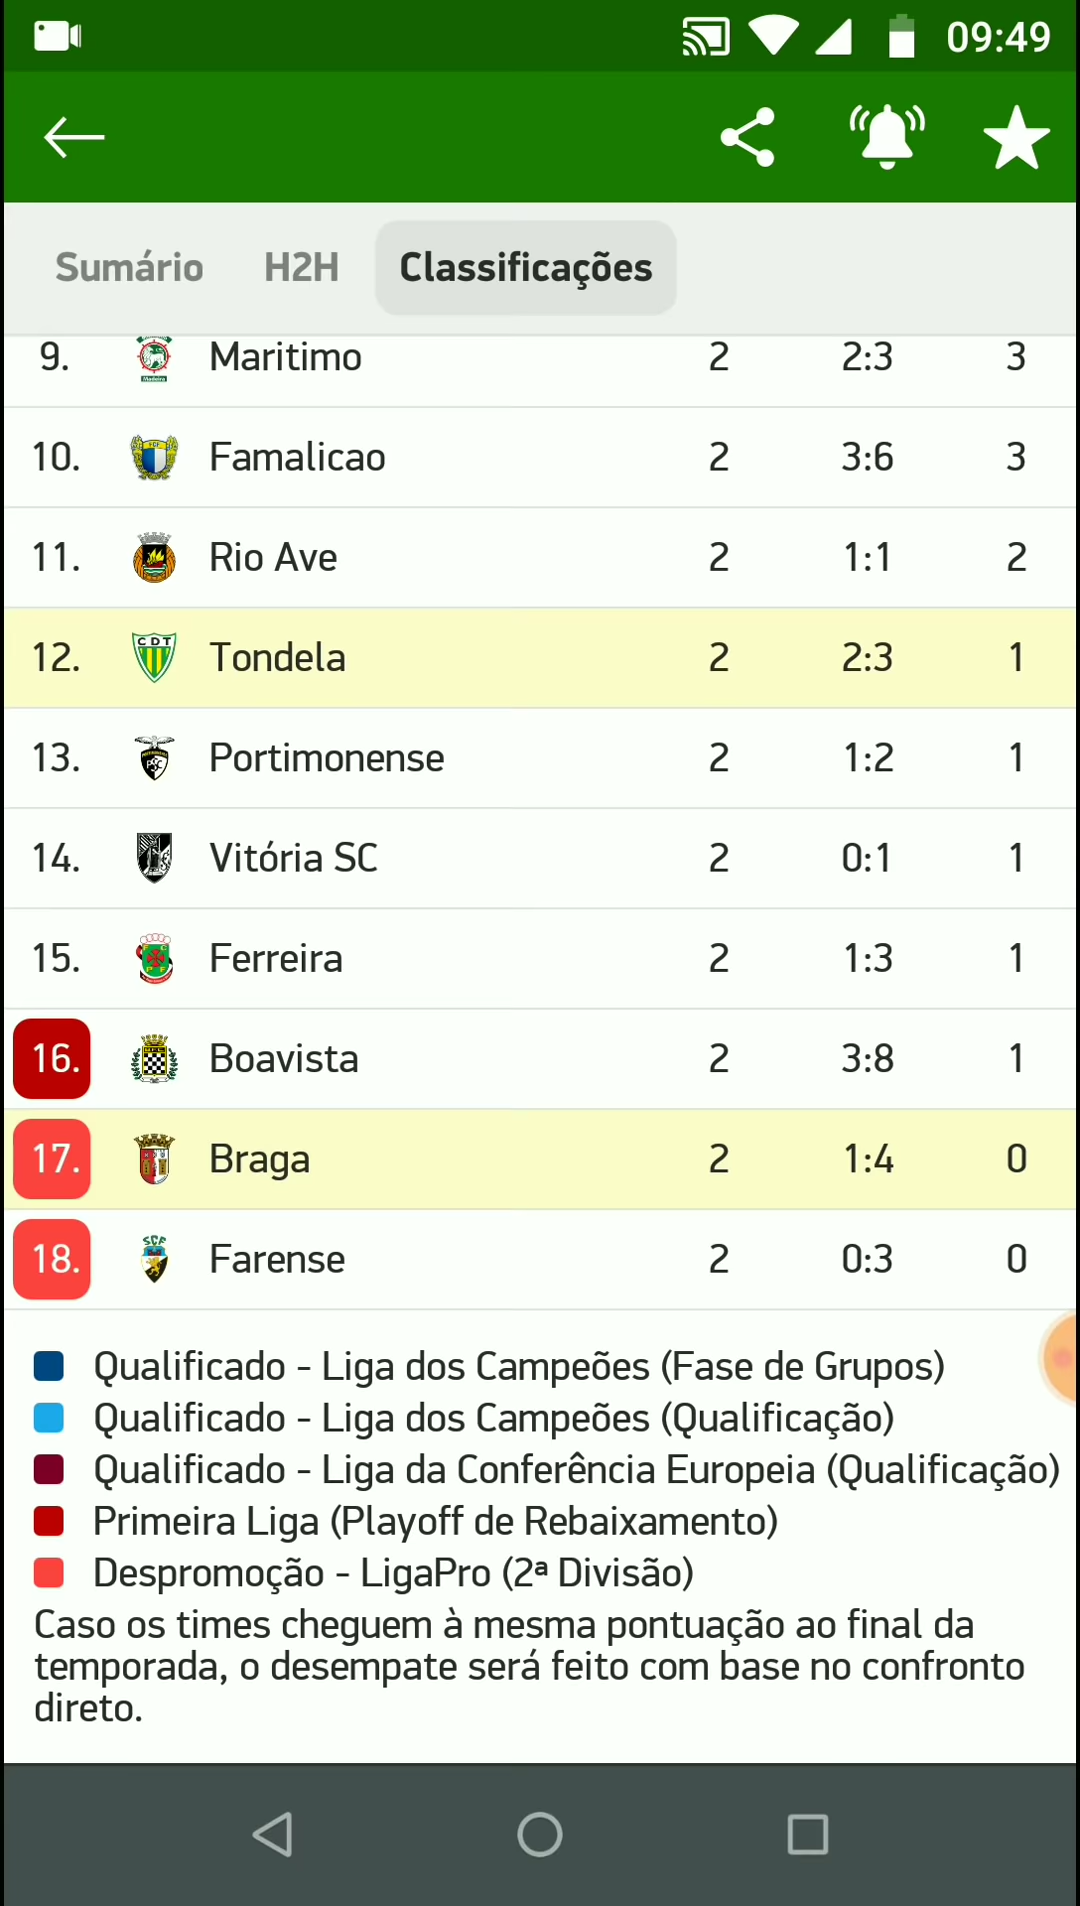 09:49
Sumário H2H Classificações
9. Maritimo 2 2:3 3
10. Famalicao 2 3:6 3
11. Rio Ave 2 1:1 2
12. CDT Tondela 2 2:3 1
13. Portimonense 2 1:2 1
14. Vitória SC 2 0:1 1
15. Ferreira 2 1:3 1
16. Boavista 2 3:8 1
17. Braga 2 1:4 0
18. SCF Farense 2 0:3 0
Qualificado - Liga dos Campeões (Fase de Grupos)
Qualificado - Liga dos Campeões (Qualificação)
Qualificado - Liga da Conferência Europeia (Qualificação)
Primeira Liga (Playoff de Rebaixamento)
Despromoção - LigaPro (2ª Divisão)
Caso os times cheguem à mesma pontuação ao final da
temporada, o desempate será feito com base no confronto
direto.